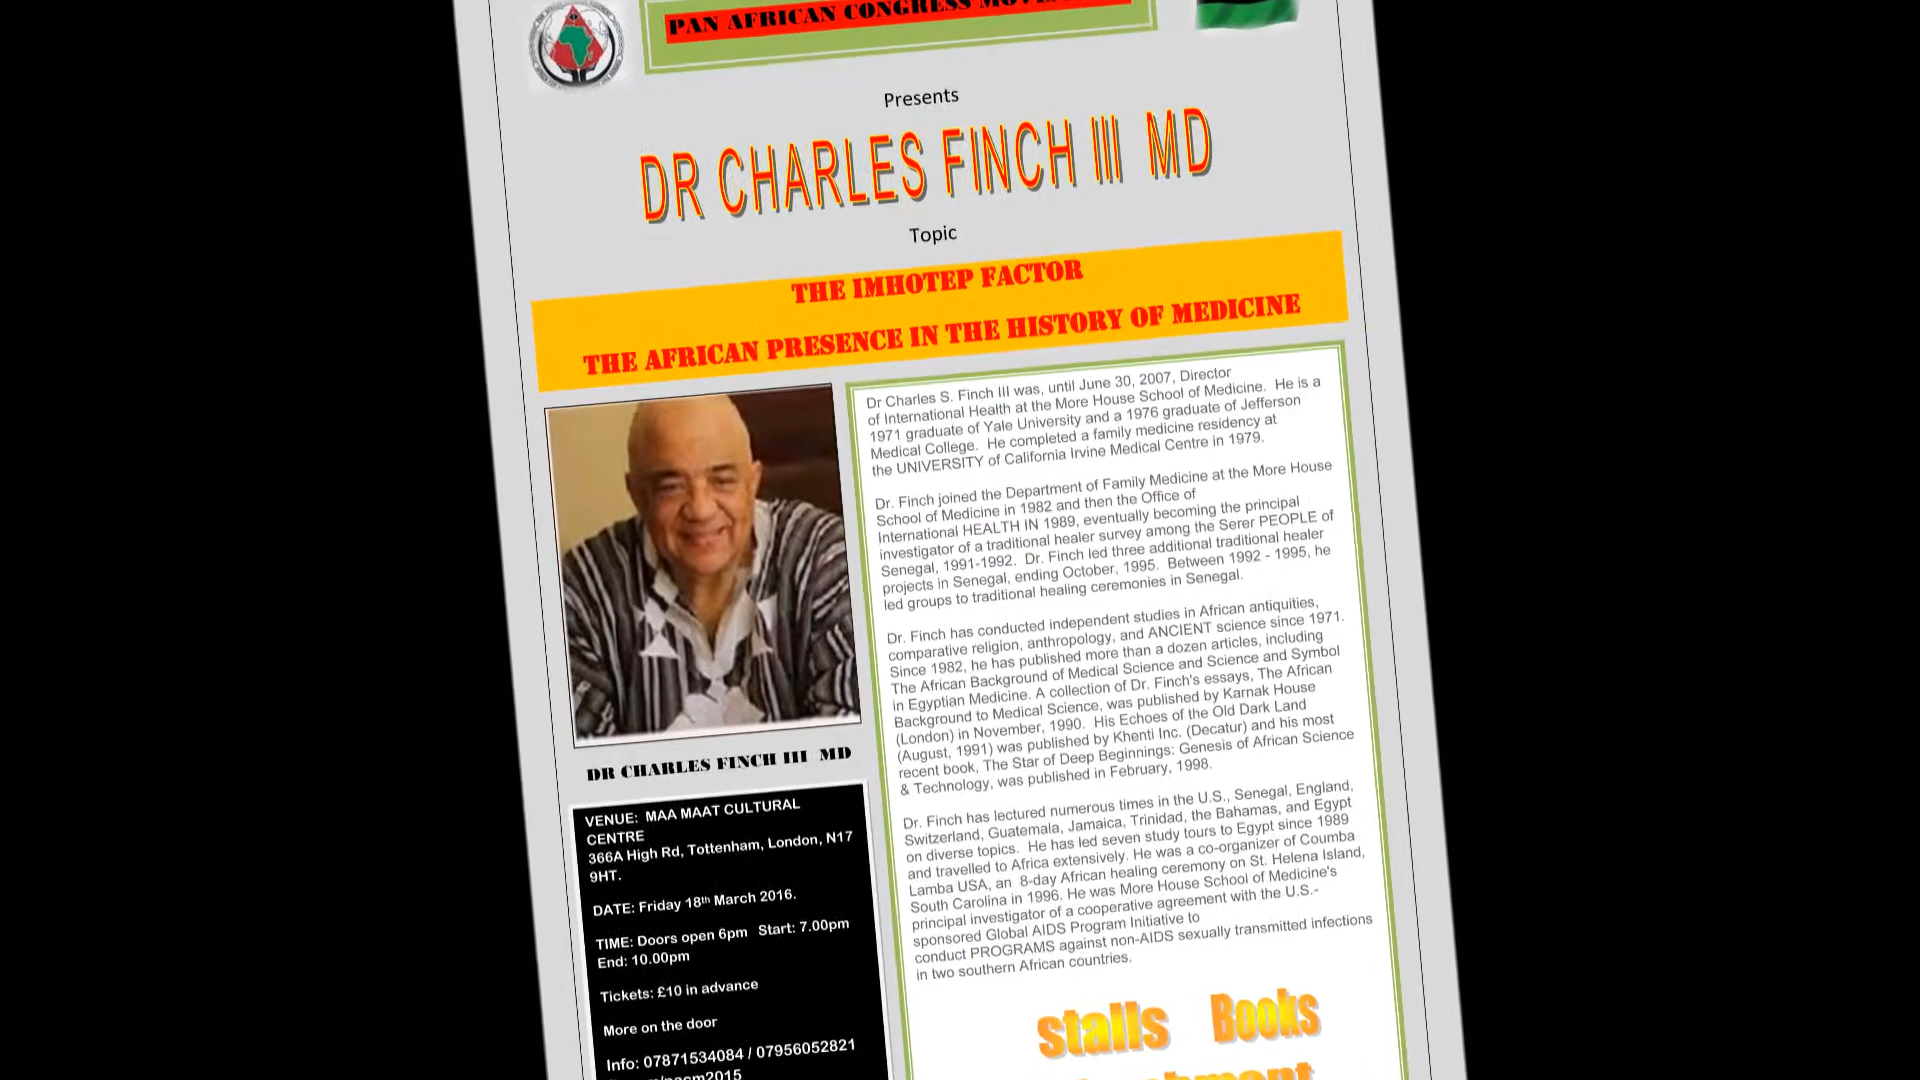 PAN AFRICAN CONGRESS
Presents
DR CHARLES FINCH III MD
Topic
THE IMHOTEP FACTOR
THE AFRICAN PRESENCE IN THE HISTORY OF MEDICINE
Dr Charles S. Finch III was, until June 30, 2007, Director
of International Health at the More House School of Medicine. He is a
1971 graduate of Yale University and a 1976 graduate of Jefferson
Medical College. He completed a family medicine residency at
the UNIVERSITY of California Irvine Medical Centre in 1979.
Dr. Finch joined the Department of Family Medicine at the More House
School of Medicine in 1982 and then the Office of
International HEALTH IN 1989, eventually becoming the principal
investigator of a traditional healer survey among the Serer PEOPLE of
Senegal, 1991-1992. Dr. Finch led three additional traditional healer
projects in Senegal, ending October, 1995. Between 1992 - 1995, he
led groups to traditional healing ceremonies in Senegal.
Dr. Finch has conducted independent studies in African antiquities,
comparative religion, anthropology, and ANCIENT science since 1971.
Since 1982, he has published more than a dozen articles, including
The African Background of Medical Science and Science and Symbol
in Egyptian Medicine. A collection of Dr. Finch's essays, The African
Background to Medical Science, was published by Karnak House
(London) in November, 1990. His Echoes of the Old Dark Land
(August, 1991) was published by Khenti Inc. (Decatur) and his most
recent book, The Star of Deep Beginnings: Genesis of African Science
& Technology, was published in February, 1998.
Dr. Finch has lectured numerous times in the U.S., Senegal, England,
Switzerland, Guatemala, Jamaica, Trinidad, the Bahamas, and Egypt
on diverse topics. He has led seven study tours to Egypt since 1989
and travelled to Africa extensively. He was a co-organizer of Coumba
Lamba USA, an 8-day African healing ceremony on St. Helena Island,
South Carolina in 1996. He was More House School of Medicine's
principal investigator of a cooperative agreement with the U.S.-
sponsored Global AIDS Program Initiative to
conduct PROGRAMS against non-AIDS sexually transmitted infections
in two southern African countries.
DR CHARLES FINCH III MD
VENUE: MAA MAAT CULTURAL
CENTRE
366A High Rd, Tottenham, London, N17
9HT.
DATE: Friday 18th March 2016.
TIME: Doors open 6pm Start: 7.00pm
End: 10.00pm
Tickets: £10 in advance
More on the door
Info: 07871534084 / 07956052821
stalls Books